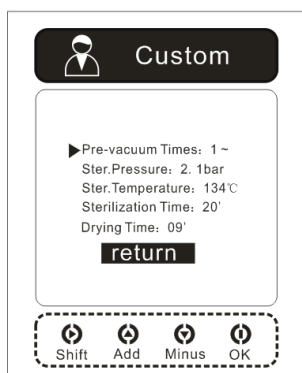 Custom
▶Pre-vacuum Times: 1 ~
Ster.Pressure: 2. 1bar
Ster.Temperature: 134℃
Sterilization Time: 20'
Drying Time: 09'
return
Shift Add Minus OK